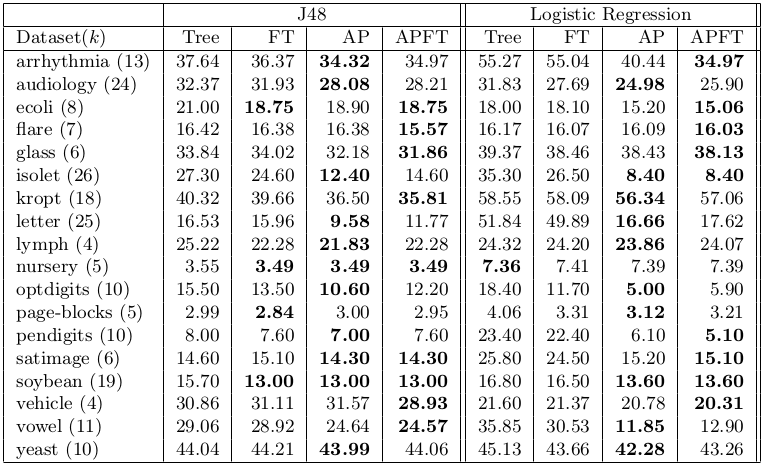 J48 Logistic Regression
Dataset(k) Tree FT AP APFT Tree FT AP APFT
arrhythmia (13) 37.64 36.37 34.32 34.97 55.27 55.04 40.44 34.97
audiology (24) 32.37 31.93 28.08 28.21 31.83 27.69 24.98 25.90
ecoli (8) 21.00 18.75 18.90 18.75 18.00 18.10 15.20 15.06
flare (7) 16.42 16.38 16.38 15.57 16.17 16.07 16.09 16.03
glass (6) 33.84 34.02 32.18 31.86 39.37 38.46 38.43 38.13
isolet (26) 27.30 24.60 12.40 14.60 35.30 26.50 8.40 8.40
kropt (18) 40.32 39.66 36.50 35.81 58.55 58.09 56.34 57.06
letter (25) 16.53 15.96 9.58 11.77 51.84 49.89 16.66 17.62
lymph (4) 25.22 22.28 21.83 22.28 24.32 24.20 23.86 24.07
nursery (5) 3.55 3.49 3.49 3.49 7.36 7.41 7.39 7.39
optdigits (10) 15.50 13.50 10.60 12.20 18.40 11.70 5.00 5.90
page-blocks (5) 2.99 2.84 3.00 2.95 4.06 3.31 3.12 3.21
pendigits (10) 8.00 7.60 7.00 7.60 23.40 22.40 6.10 5.10
satimage (6) 14.60 15.10 14.30 14.30 25.80 24.50 15.20 15.10
soybean (19) 15.70 13.00 13.00 13.00 16.80 16.50 13.60 13.60
vehicle (4) 30.86 31.11 31.57 28.93 21.60 21.37 20.78 20.31
vowel (11) 29.06 28.92 24.64 24.57 35.85 30.53 11.85 12.90
yeast (10) 44.04 44.21 43.99 44.06 45.13 43.66 42.28 43.26